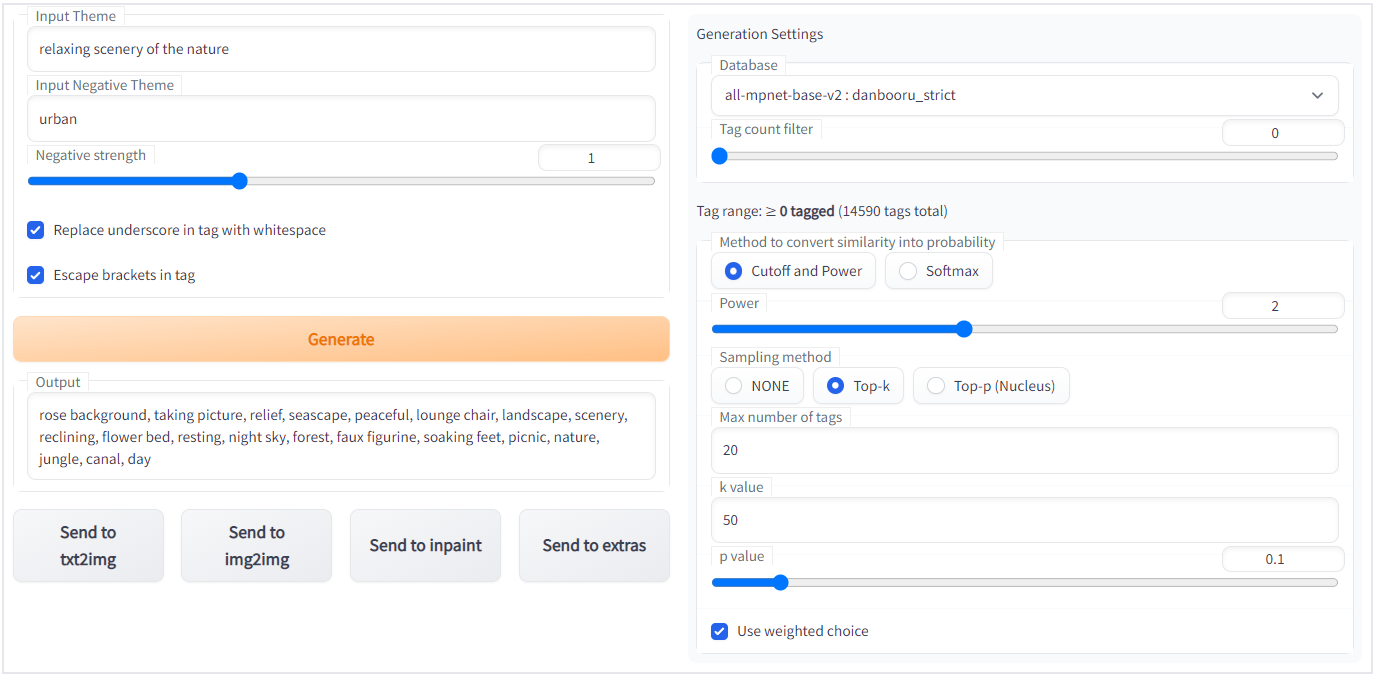 Input Theme
relaxing scenery of the nature
Input Negative Theme
urban
Negative strength
1
Replace underscore in tag with whitespace
Escape brackets in tag
Generate
Output
rose background, taking picture, relief, seascape, peaceful, lounge chair, landscape, scenery,
reclining, flower bed, resting, night sky, forest, faux figurine, soaking feet, picnic, nature,
jungle, canal, day
Send to
txt2img
Send to
img2img
Send to inpaint
Send to extras
Generation Settings
Database
all-mpnet-base-v2 : danbooru_strict
Tag count filter
0
Tag range: ≥ 0 tagged (14590 tags total)
Method to convert similarity into probability
Cutoff and Power
Softmax
Power
2
Sampling method
NONE
Top-k
Top-p (Nucleus)
Max number of tags
20
k value
50
p value
0.1
Use weighted choice